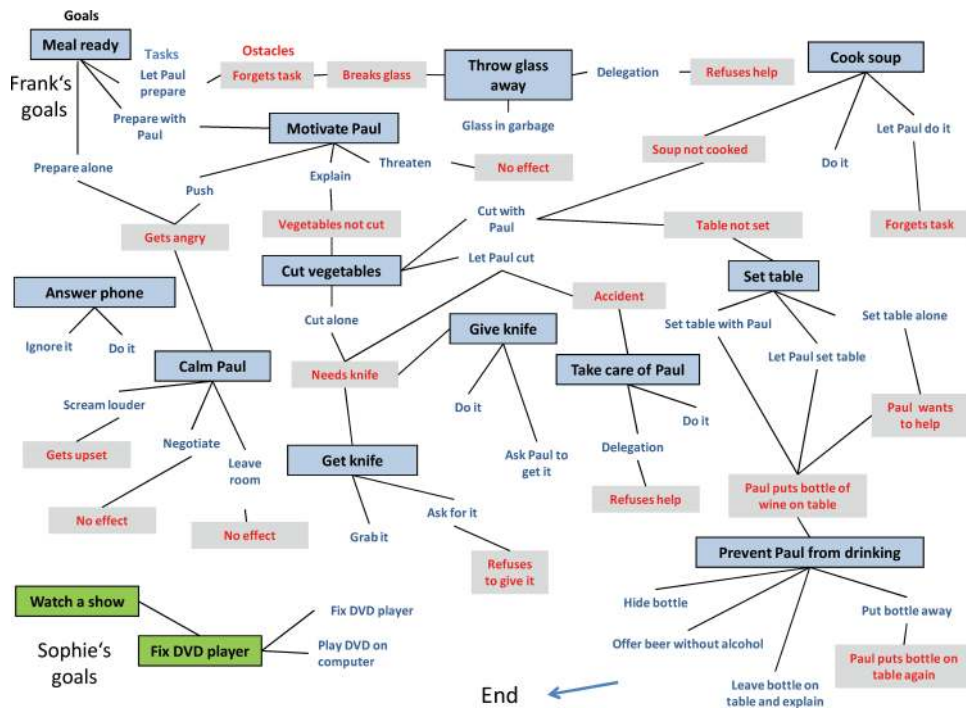 Goals
Meal ready
Tasks
Ostacles
Let Paul
prepare
Forgets task
Breaks glass
Throw glass
away
Delegation
Refuses help
Cook soup
Frank's
goals
Prepare with
Paul
Glass in garbage
Motivate Paul
Let Paul do it
Soup not cooked
Do it
Prepare alone
Threaten
No effect
Explain
Push
Vegetables not cut
Cut with
Paul
Table not set
Forgets task
Gets angry
Let Paul cut
Cut vegetables
Set table
Answer phone
Accident
Cut alone
Give knife
Set table with Paul
Set table alone
Ignore it
Do it
Let Paul set table
Calm Paul
Needs knife
Take care of Paul
Scream louder
Do it
Do it
Paul wants
to help
Negotiate
Delegation
Gets upset
Leave
room
Get knife
Ask Paul to
get it
Paul puts bottle of
wine on table
Refuses help
No effect
No effect
Grab it
Ask for it
Prevent Paul from drinking
Refuses
to give it
Watch a show
Hide bottle
Put bottle away
Fix DVD player
Offer beer without alcohol
Sophie's
goals
Fix DVD player
Play DVD on
computer
Paul puts bottle on
table again
Leave bottle on
table and explain
End